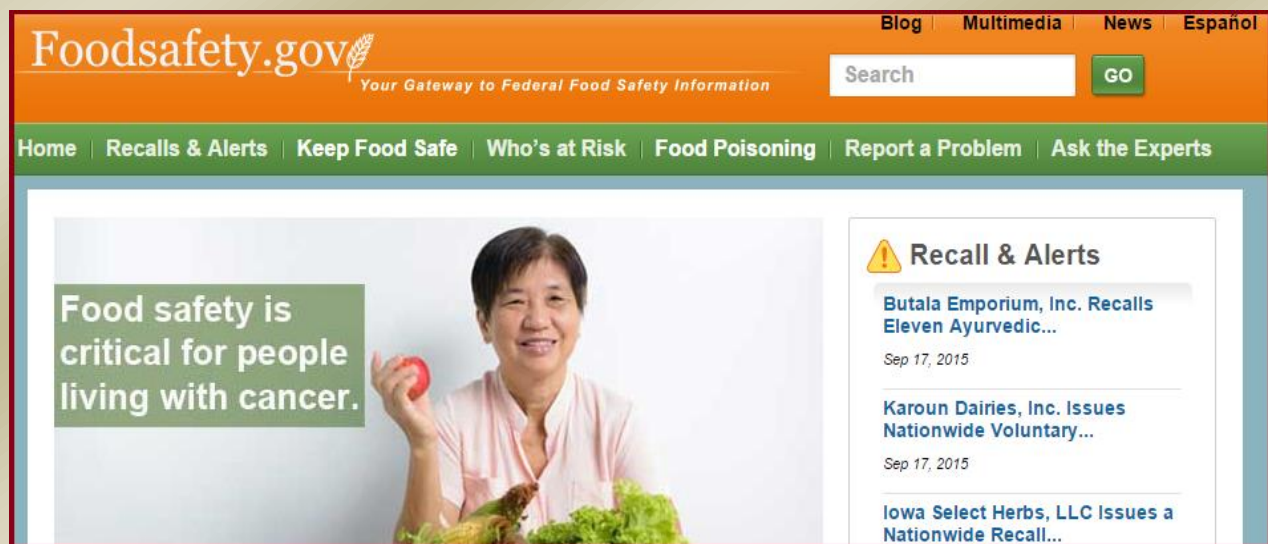 Blog | Multimedia | News | Español
Foodsafety.gov
Your Gateway to Federal Food Safety Information
Search
GO
Home | Recalls & Alerts | Keep Food Safe | Who's at Risk | Food Poisoning | Report a Problem | Ask the Experts
Food safety is
critical for people
living with cancer.
Recall & Alerts
Butala Emporium, Inc. Recalls
Eleven Ayurvedic...
Sep 17, 2015
Karoun Dairies, Inc. Issues
Nationwide Voluntary...
Sep 17, 2015
Iowa Select Herbs, LLC Issues a
Nationwide Recall...